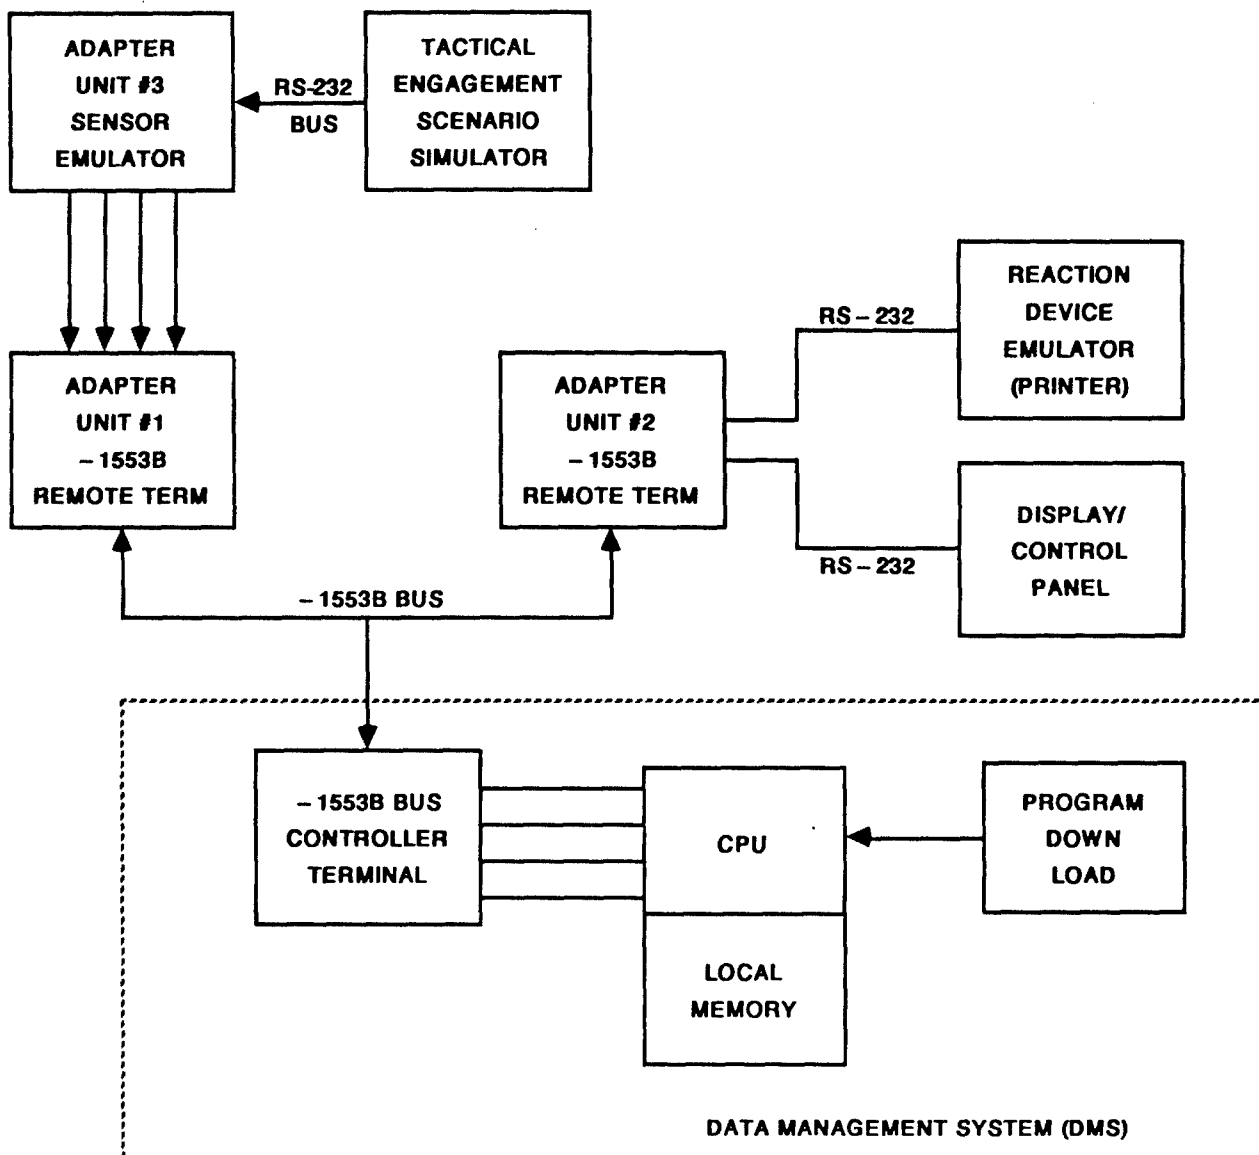 ADAPTER
UNIT #3
SENSOR
EMULATOR
RS-232
BUS
TACTICAL
ENGAGEMENT
SCENARIO
SIMULATOR
REACTION
DEVICE
EMULATOR
(PRINTER)
RS – 232
ADAPTER
UNIT #1
– 1553B
REMOTE TERM
ADAPTER
UNIT #2
– 1553B
REMOTE TERM
DISPLAY/
CONTROL
PANEL
RS – 232
– 1553B BUS
– 1553B BUS
CONTROLLER
TERMINAL
CPU
LOCAL
MEMORY
PROGRAM
DOWN
LOAD
DATA MANAGEMENT SYSTEM (DMS)